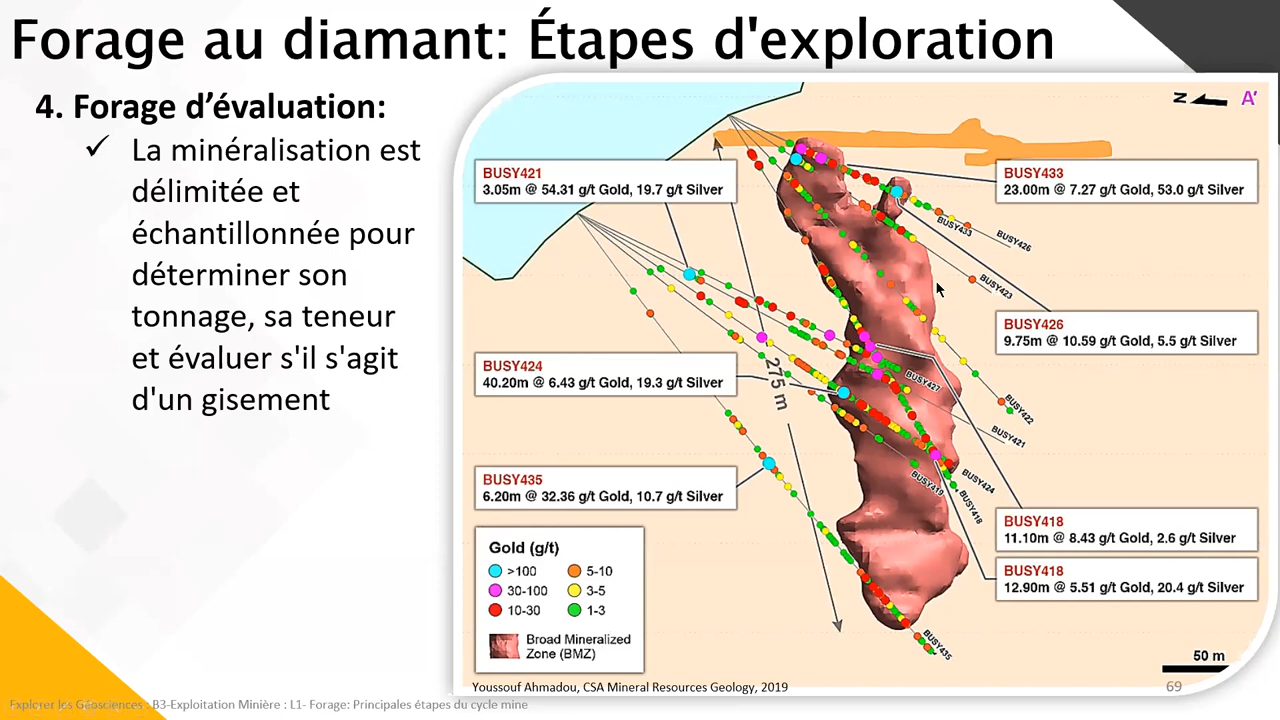 Forage au diamant: Étapes d'exploration
4. Forage d’évaluation:
✓ La minéralisation est
délimitée et
échantillonnée pour
déterminer son
tonnage, sa teneur
et évaluer s'il s'agit
d'un gisement
N
A'
BUSY421
3.05m @ 54.31 g/t Gold, 19.7 g/t Silver
BUSY433
23.00m @ 7.27 g/t Gold, 53.0 g/t Silver
BUSY433
BUSY426
BUSY423
BUSY426
9.75m @ 10.59 g/t Gold, 5.5 g/t Silver
BUSY424
40.20m @ 6.43 g/t Gold, 19.3 g/t Silver
275 m
BUSY427
BUSY422
BUSY421
BUSY435
6.20m @ 32.36 g/t Gold, 10.7 g/t Silver
BUSY419
BUSY424
BUSY418
BUSY418
11.10m @ 8.43 g/t Gold, 2.6 g/t Silver
BUSY418
12.90m @ 5.51 g/t Gold, 20.4 g/t Silver
Gold (g/t)
>100
5-10
30-100
3-5
10-30
1-3
Broad Mineralized
Zone (BMZ)
BUSY435
50 m
Youssouf Ahmadou, CSA Mineral Resources Geology, 2019
69
Explorer les Géosciences : B3-Exploitation Minière : L1- Forage: Principales étapes du cycle mine